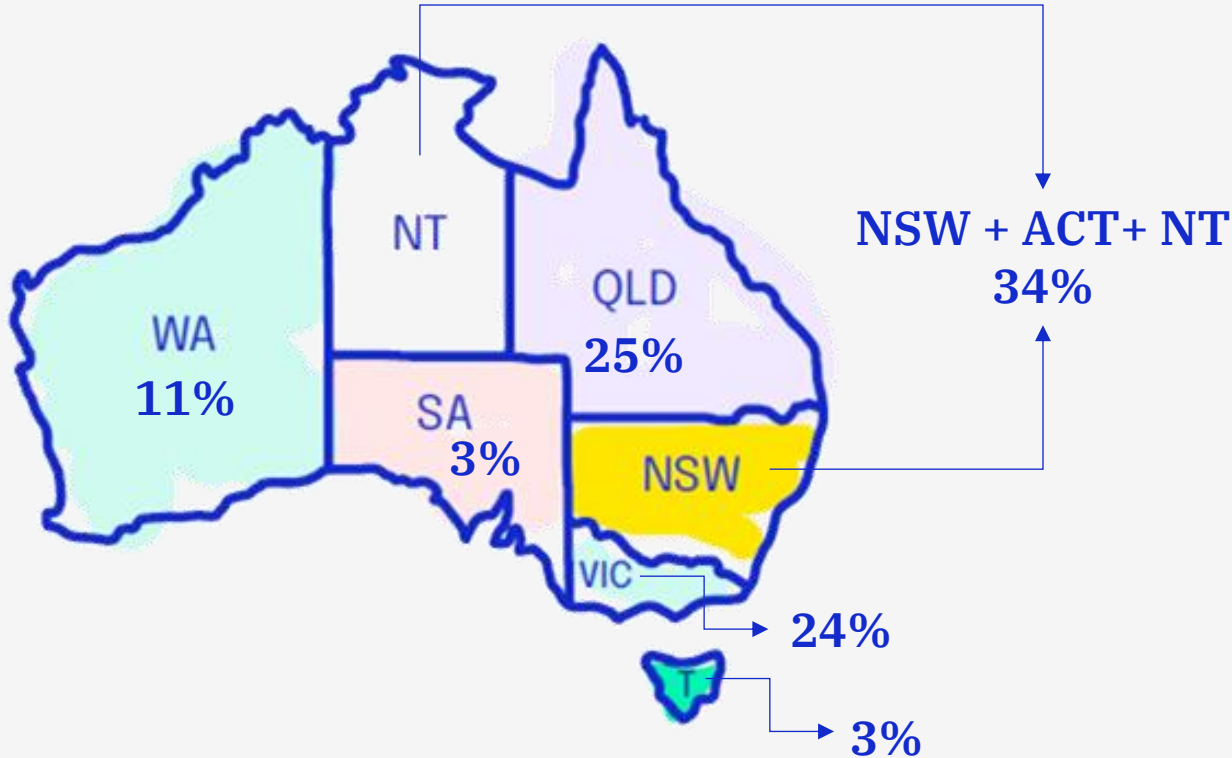 NT
NSW + ACT+ NT
34%
QLD
25%
WA
11%
SA
3%
NSW
VIC
24%
T
3%